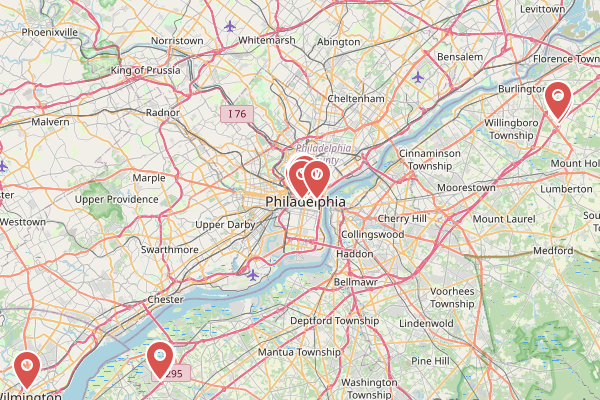 Levittown
Phoenixville
Norristown
Whitemarsh
Abington
Bensalem
Florence Town
King of Prussia
I 76
Cheltenham
Burlington
Malvern
Radnor
Willingboro
Township
Philadelphia
County
Cinnaminson
Township
Mount Ho
Marple
Moorestown
Lumberton
Upper Providence
Philadelphia
Westtown
Upper Darby
Cherry Hill
Mount Laurel
Collingswood
Swarthmore
Haddon
Medford
Chester
Bellmawr
Voorhees
Township
Deptford Township
Lindenwold
Mantua Township
Pine Hill
295
Washington
Township
Wilmington